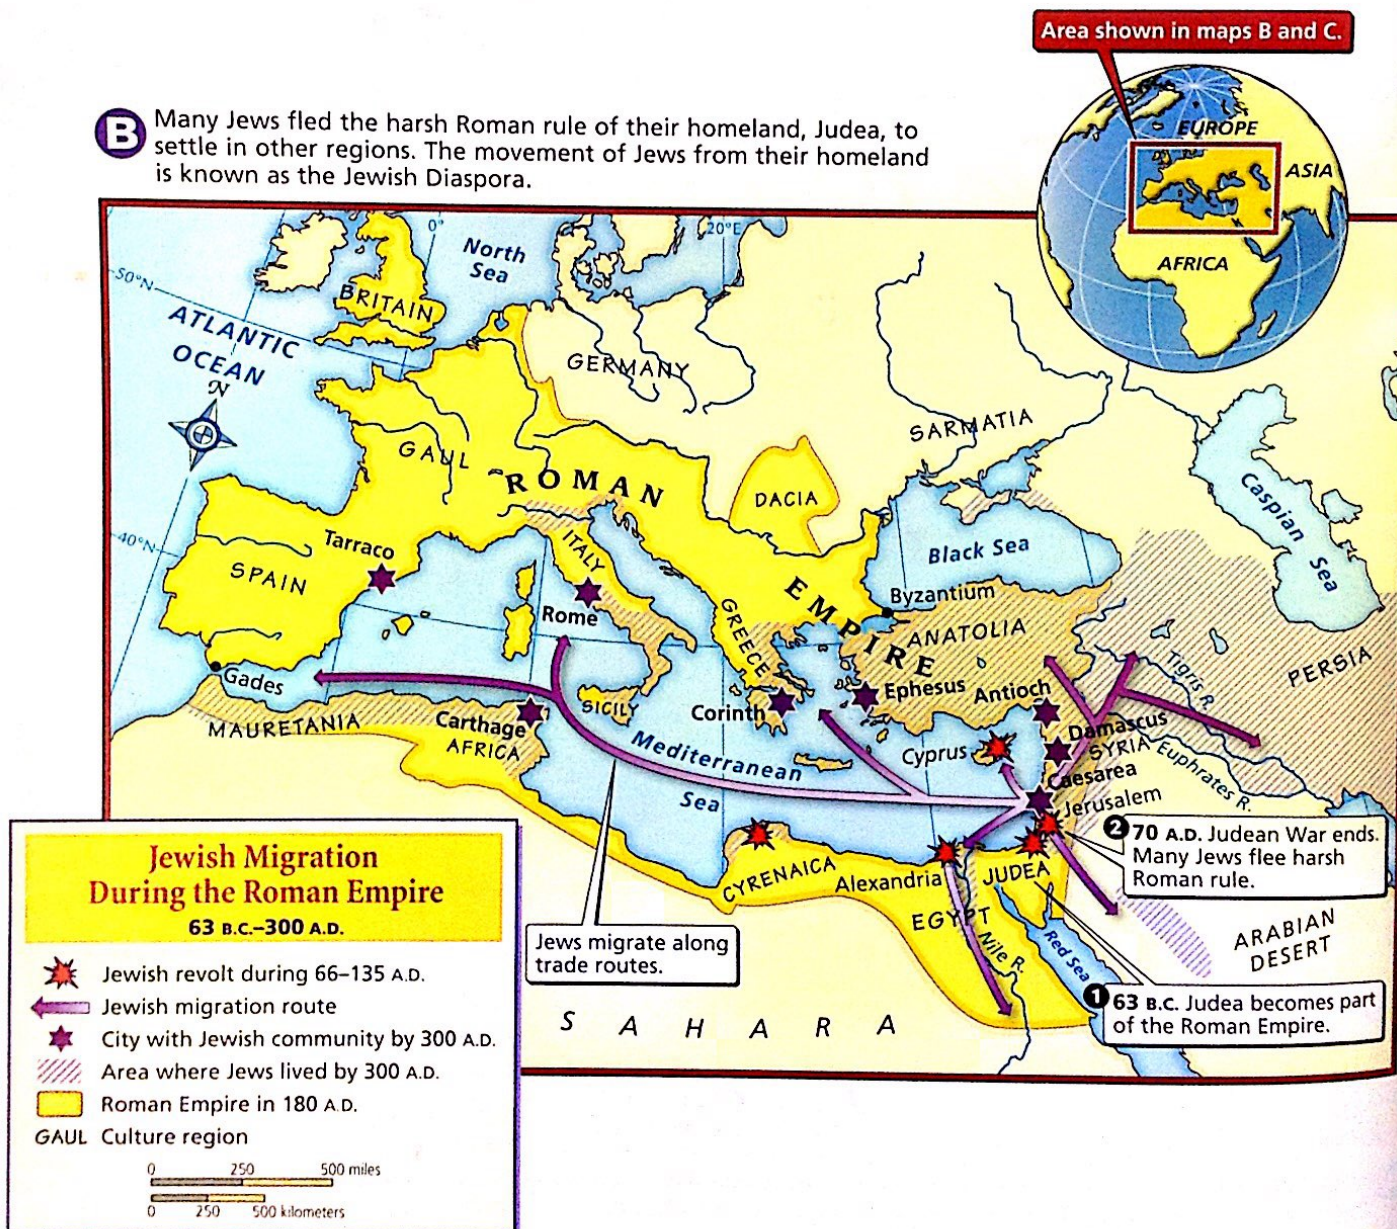 Area shown in maps B and C.
EUROPE
ASIA
AFRICA
B
Many Jews fled the harsh Roman rule of their homeland, Judea, to
settle in other regions. The movement of Jews from their homeland
is known as the Jewish Diaspora.
0°
20°E
50°N
40°N
North
Sea
BRITAIN
ATLANTIC
OCEAN
N
GERMANY
SARMATIA
GAUL
ROMAN
EMPIRE
DACIA
Caspian Sea
Tarraco
SPAIN
ITALY
Rome
Black Sea
Byzantium
GREECE
ANATOLIA
Tigris R.
PERSIA
Gades
Ephesus
Antioch
MAURETANIA
Carthage
AFRICA
SICILY
Corinth
Mediterranean
Sea
Cyprus
Damascus
SYRIA
Euphrates R.
Caesarea
Jerusalem
2 70 A.D. Judean War ends.
Many Jews flee harsh
Roman rule.
CYRENAICA
Alexandria
JUDEA
EGYPT
Nile R.
Red Sea
ARABIAN
DESERT
Jews migrate along
trade routes.
1 63 B.C. Judea becomes part
of the Roman Empire.
SAHARA
Jewish Migration
During the Roman Empire
63 B.C.–300 A.D.
Jewish revolt during 66–135 A.D.
Jewish migration route
City with Jewish community by 300 A.D.
Area where Jews lived by 300 A.D.
Roman Empire in 180 A.D.
GAUL Culture region
0 250 500 miles
0 250 500 kilometers